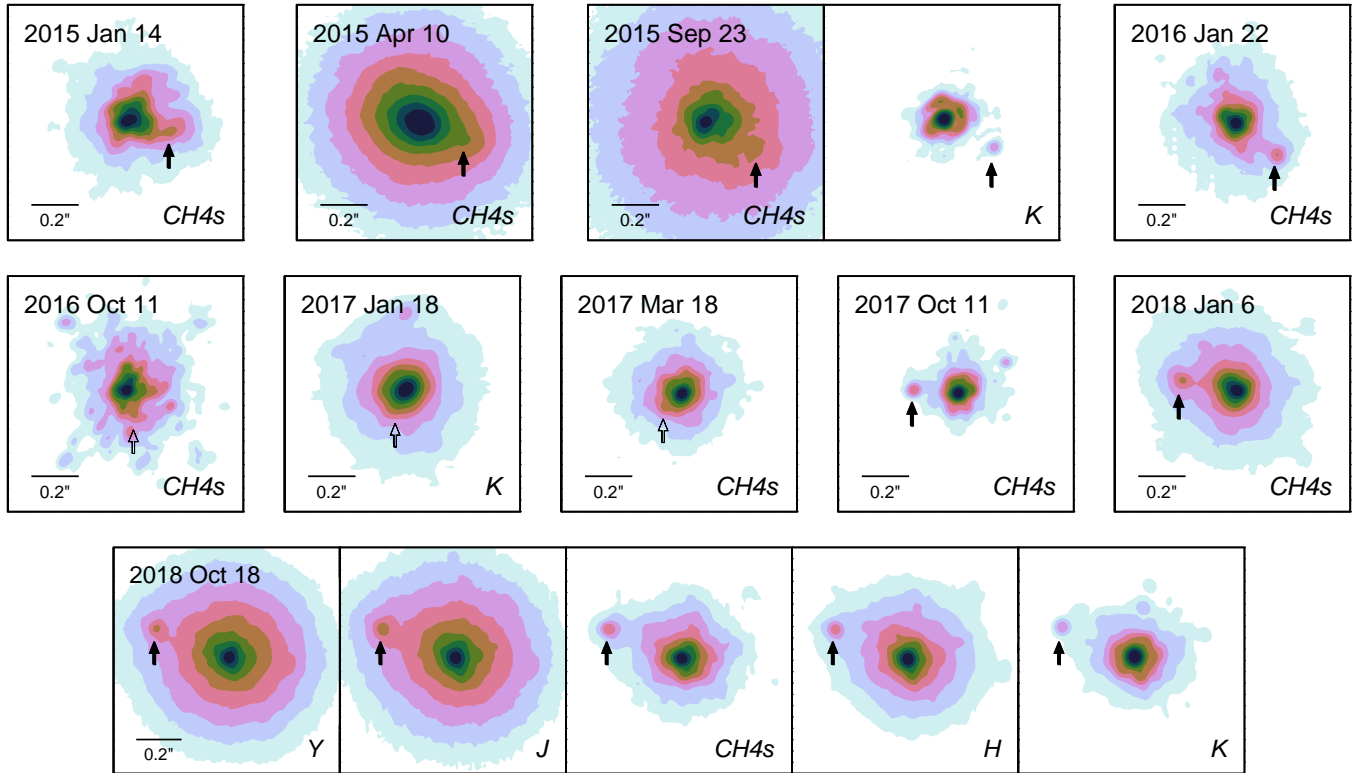 2015 Jan 14
0.2"
CH4s
2015 Apr 10
0.2"
CH4s
2015 Sep 23
0.2"
CH4s
K
2016 Jan 22
0.2"
CH4s
2016 Oct 11
0.2"
CH4s
2017 Jan 18
0.2"
K
2017 Mar 18
0.2"
CH4s
2017 Oct 11
0.2"
CH4s
2018 Jan 6
0.2"
CH4s
2018 Oct 18
0.2"
Y
J
CH4s
H
K